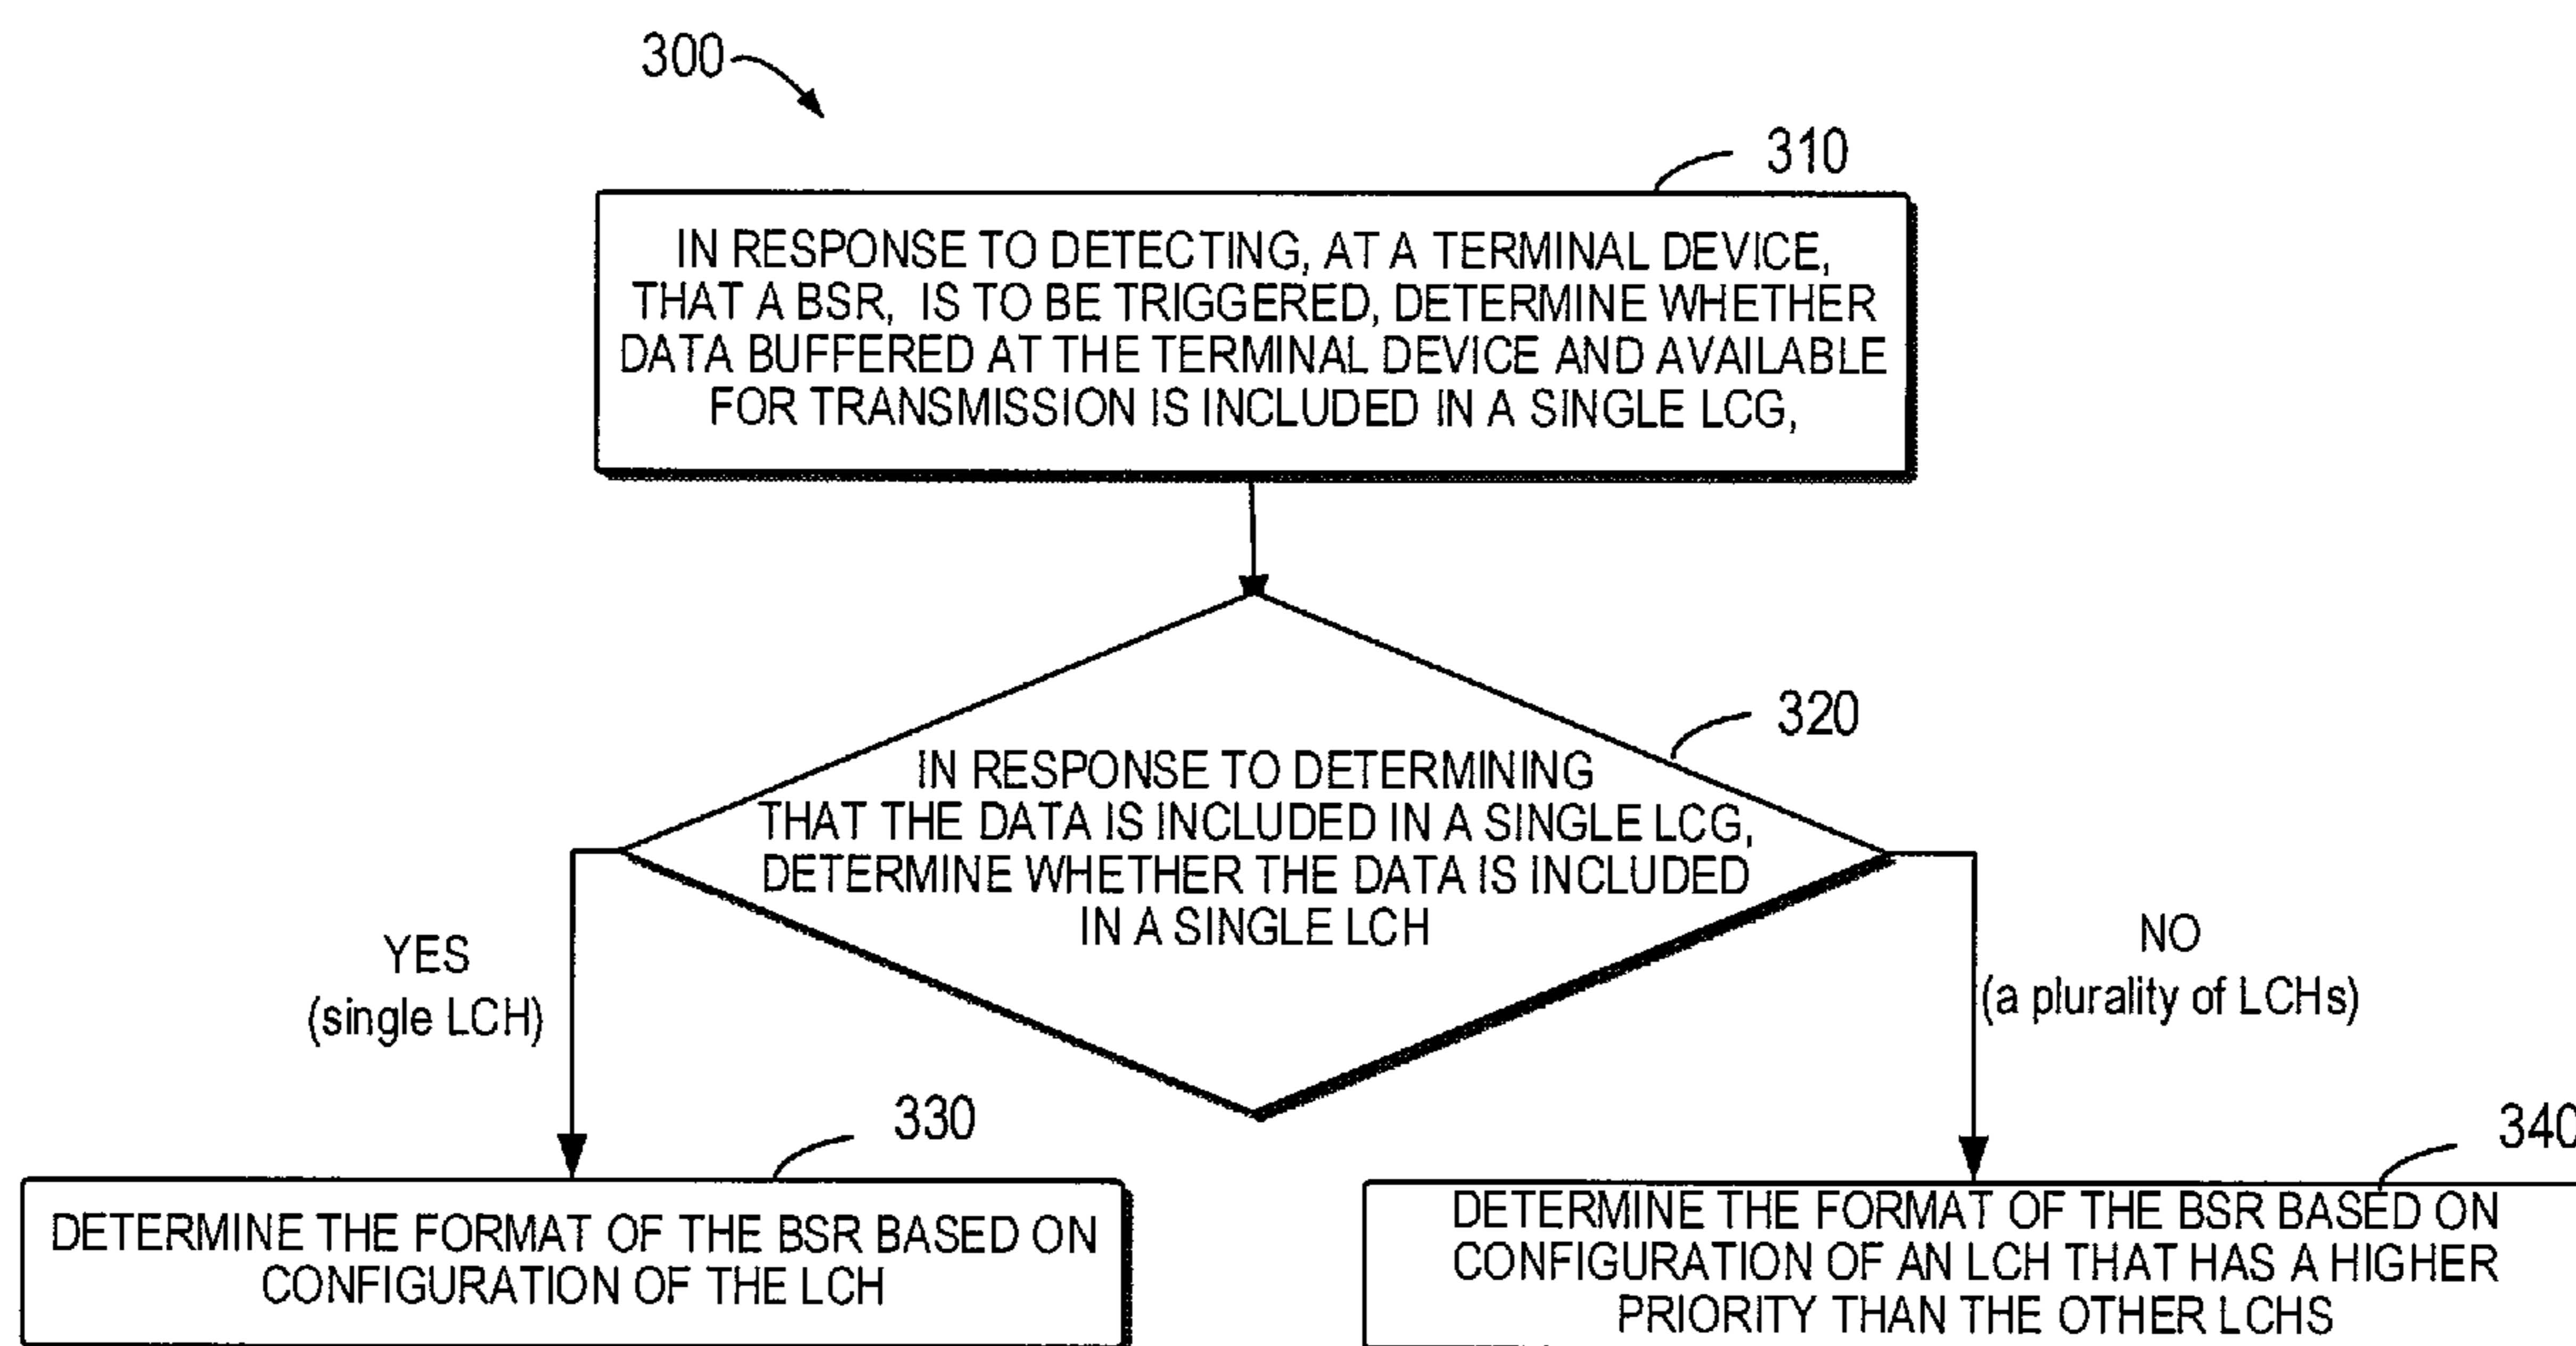 300
310
IN RESPONSE TO DETECTING, AT A TERMINAL DEVICE,
THAT A BSR, IS TO BE TRIGGERED, DETERMINE WHETHER
DATA BUFFERED AT THE TERMINAL DEVICE AND AVAILABLE
FOR TRANSMISSION IS INCLUDED IN A SINGLE LCG,
320
IN RESPONSE TO DETERMINING
THAT THE DATA IS INCLUDED IN A SINGLE LCG,
DETERMINE WHETHER THE DATA IS INCLUDED
IN A SINGLE LCH
YES
(single LCH)
NO
(a plurality of LCHs)
330
DETERMINE THE FORMAT OF THE BSR BASED ON
CONFIGURATION OF THE LCH
340
DETERMINE THE FORMAT OF THE BSR BASED ON
CONFIGURATION OF AN LCH THAT HAS A HIGHER
PRIORITY THAN THE OTHER LCHS